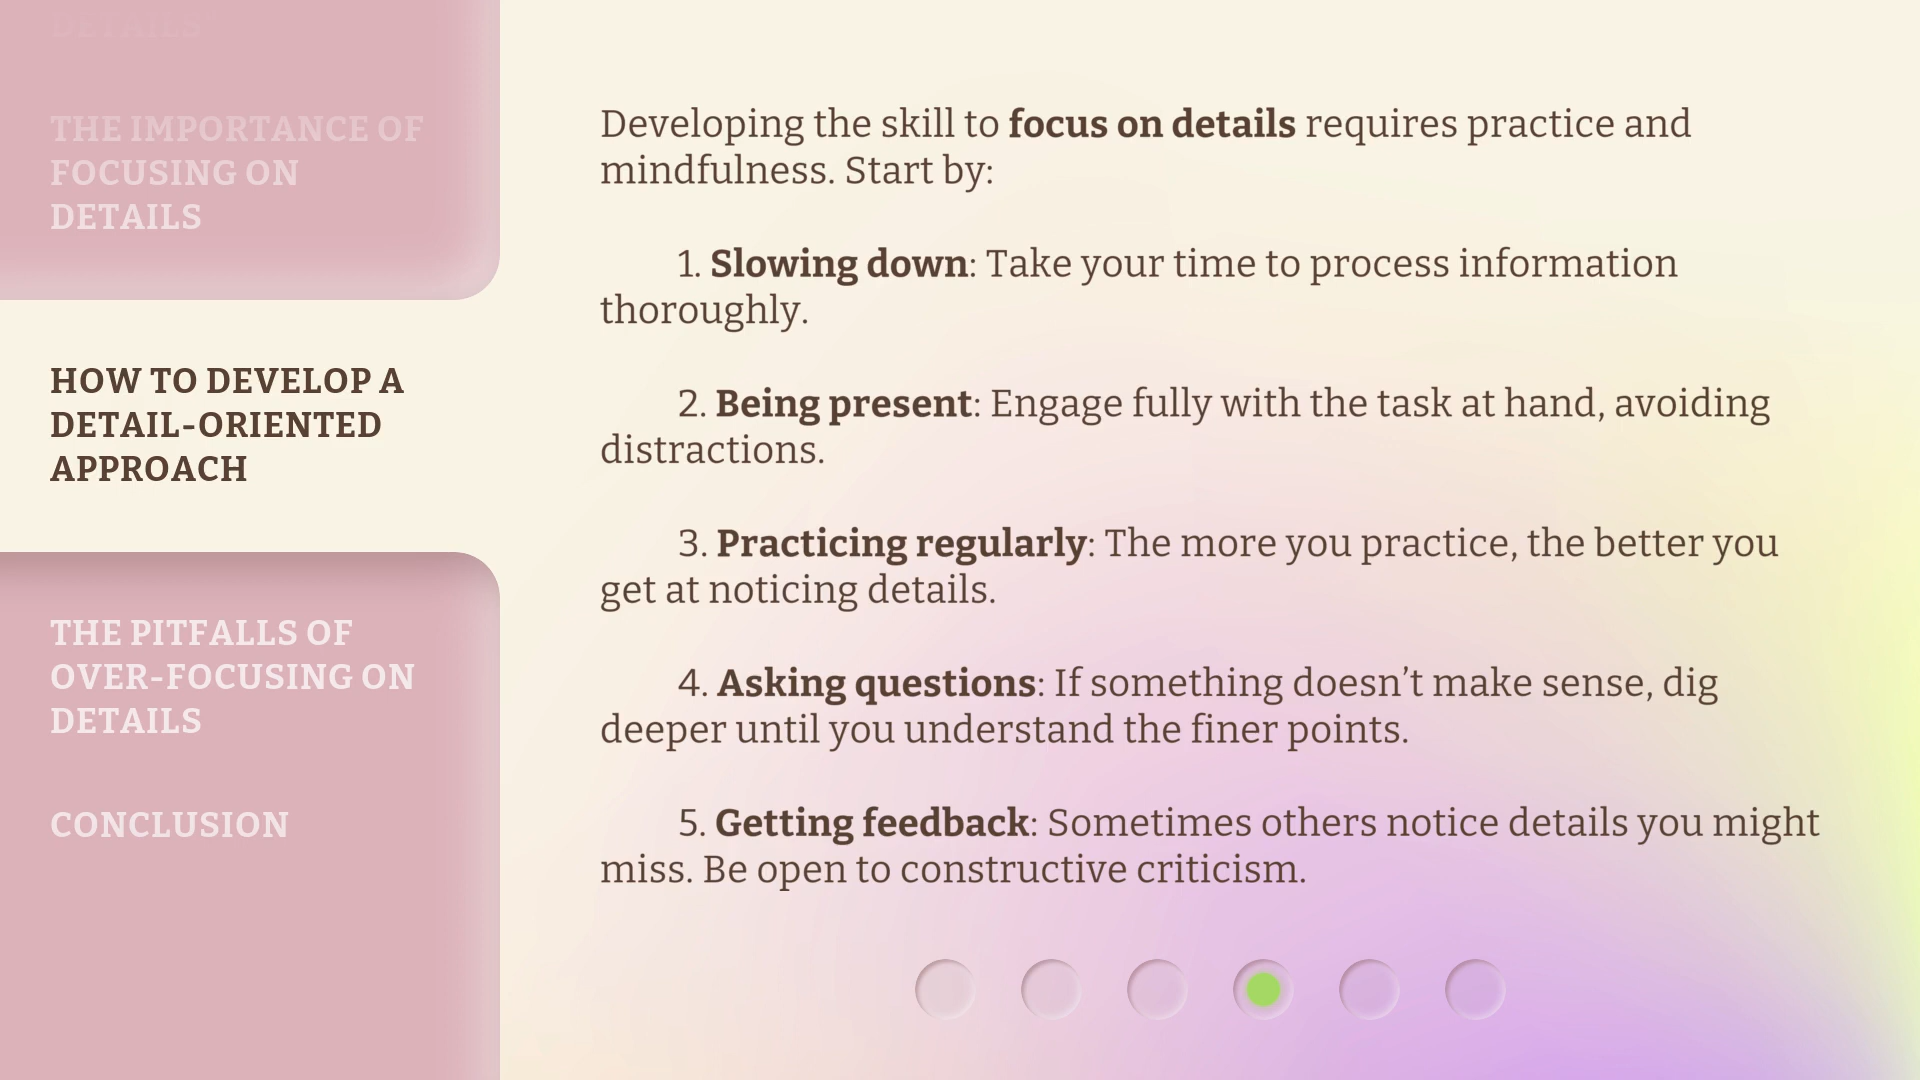 DETAILS"
THE IMPORTANCE OF
FOCUSING ON
DETAILS
HOW TO DEVELOP A
DETAIL-ORIENTED
APPROACH
THE PITFALLS OF
OVER-FOCUSING ON
DETAILS
CONCLUSION
Developing the skill to focus on details requires practice and
mindfulness. Start by:
1. Slowing down: Take your time to process information
thoroughly.
2. Being present: Engage fully with the task at hand, avoiding
distractions.
3. Practicing regularly: The more you practice, the better you
get at noticing details.
4. Asking questions: If something doesn’t make sense, dig
deeper until you understand the finer points.
5. Getting feedback: Sometimes others notice details you might
miss. Be open to constructive criticism.